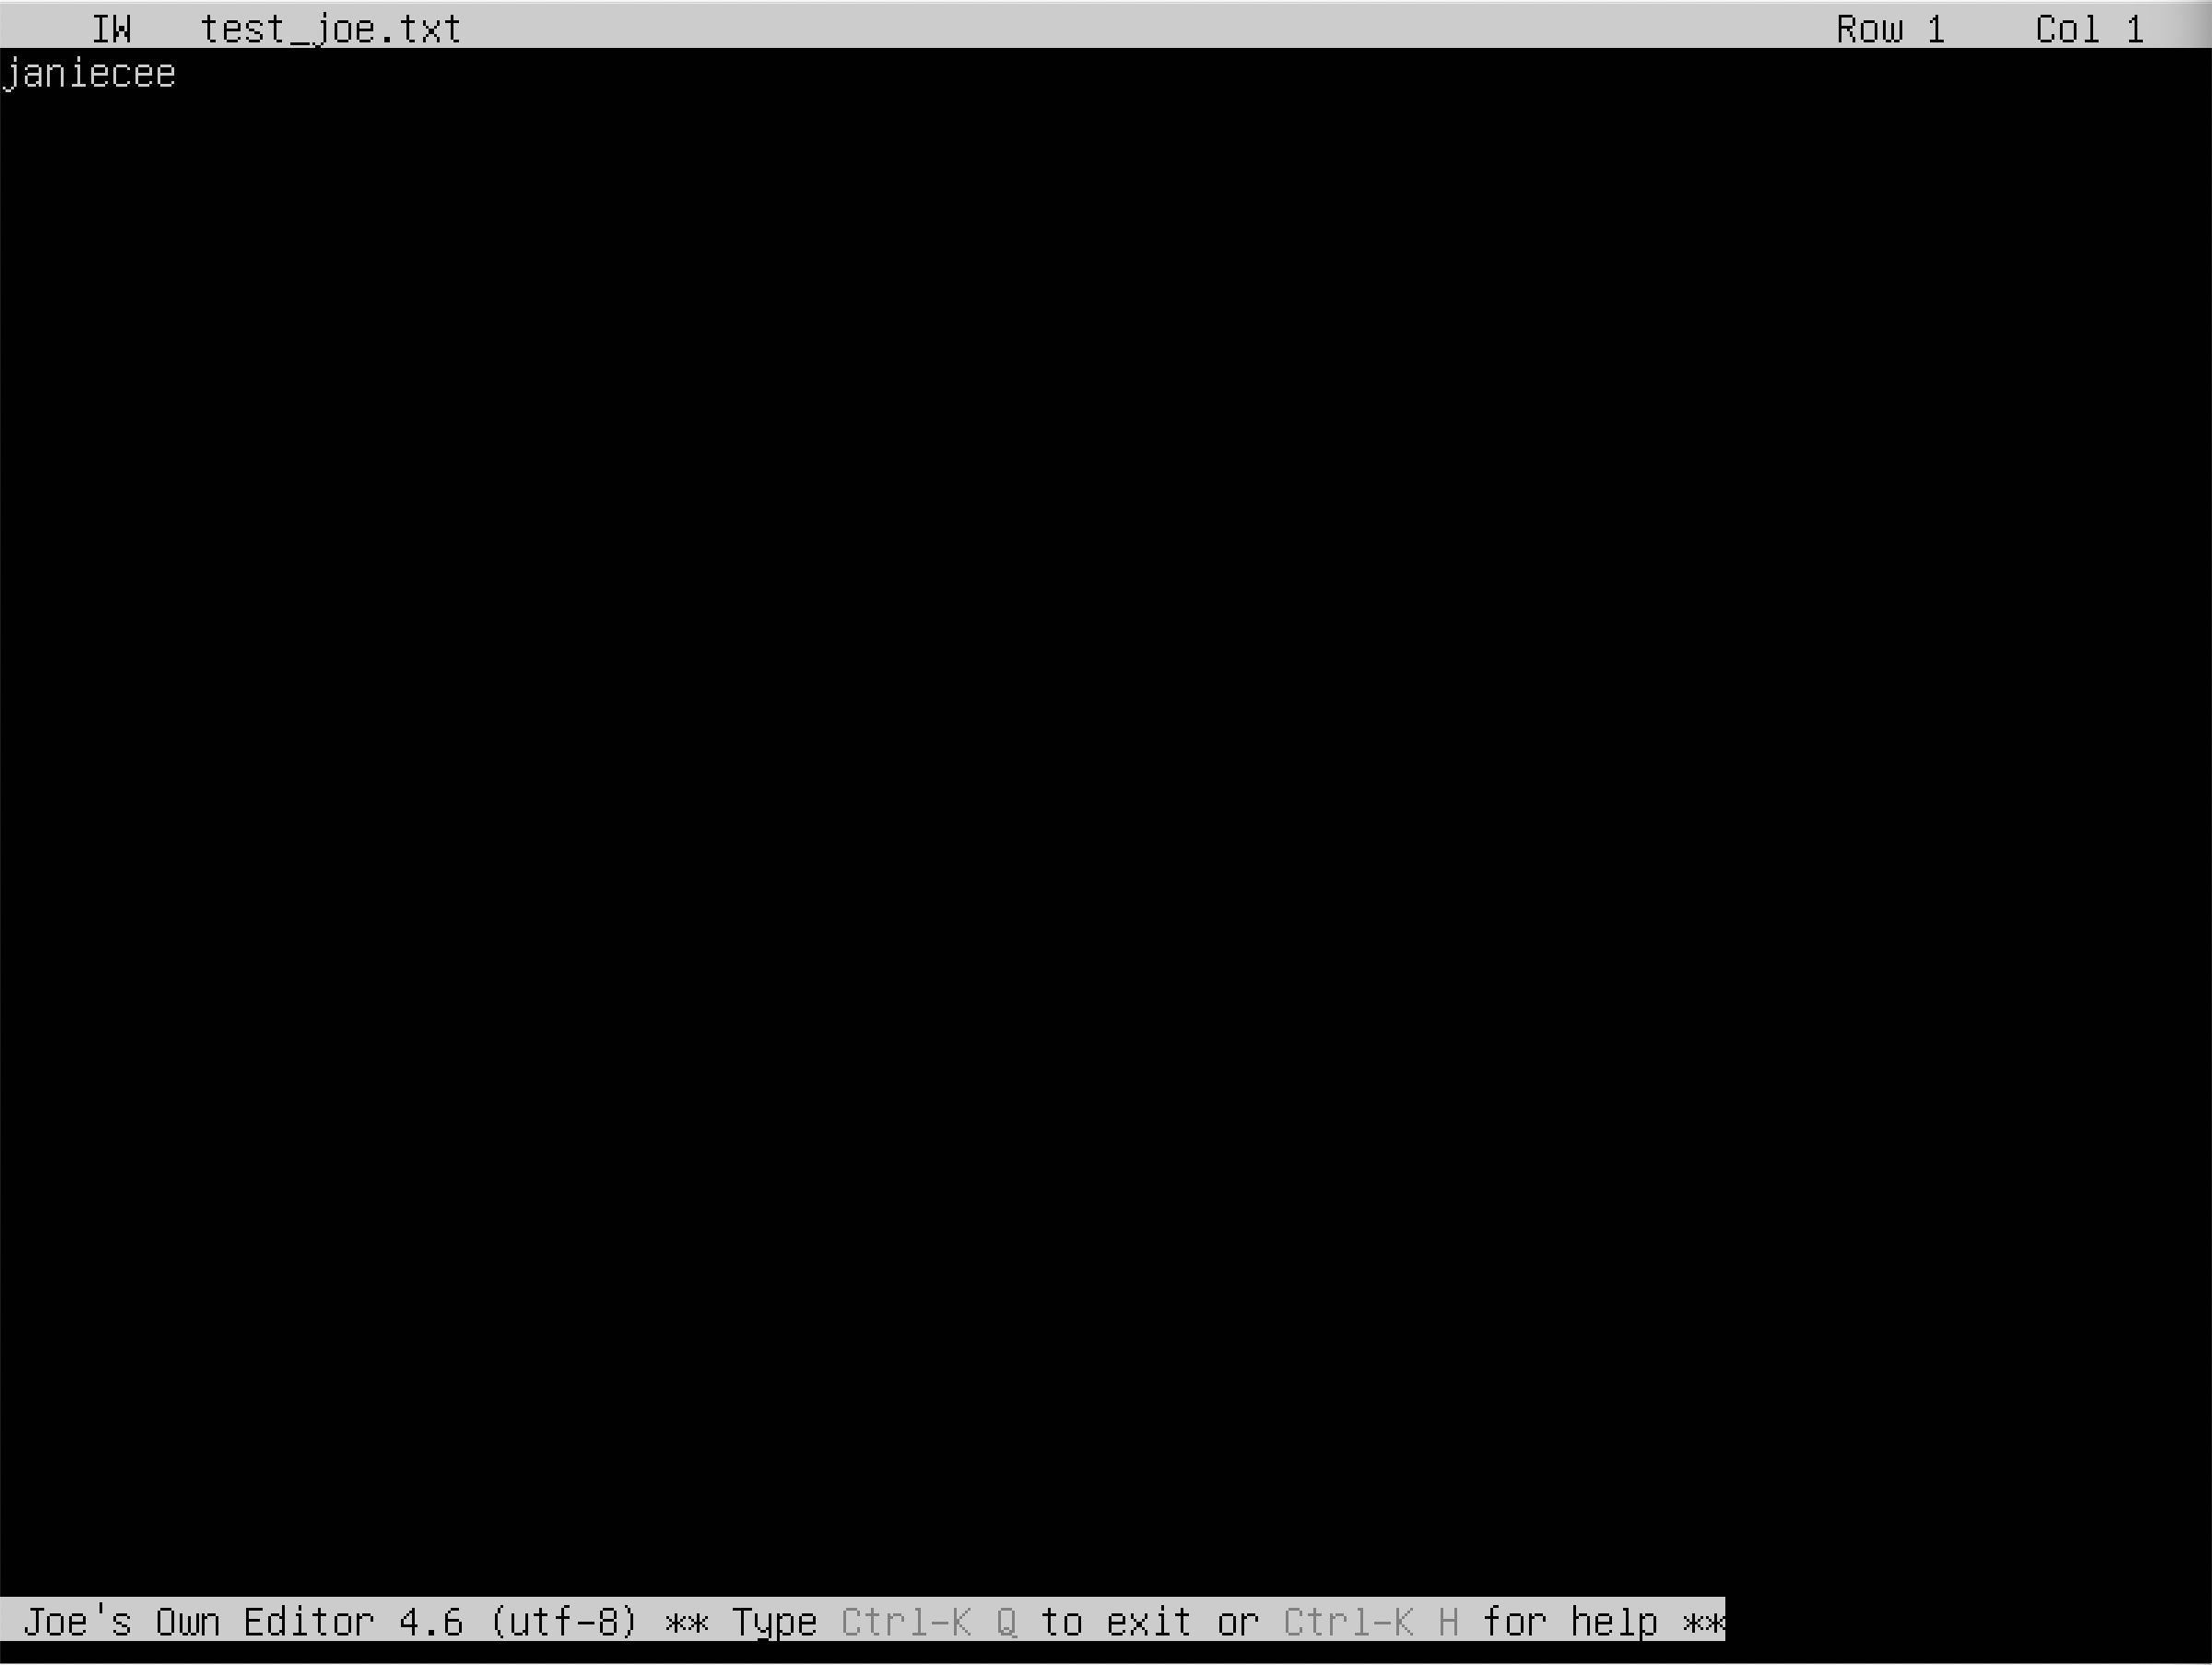 IW test_joe.txt Row 1 Col 1
janiecee
Joe's Own Editor 4.6 (utf-8) ** Type Ctrl-K Q to exit or Ctrl-K H for help **